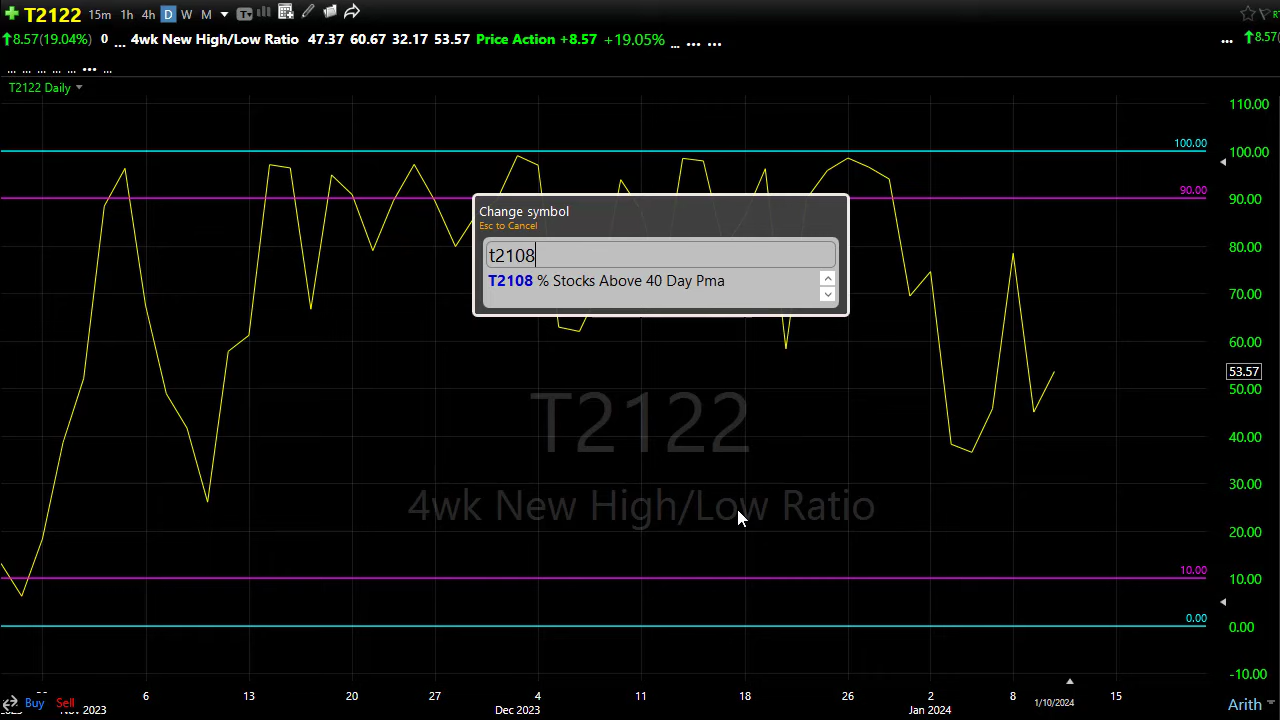 T2122 15m 1h 4h D W M
8.57(19.04%) 0 ... 4wk New High/Low Ratio 47.37 60.67 32.17 53.57 Price Action +8.57 +19.05% ... ... ... ... 8.57(
... ... ... ... ... ... ...
T2122 Daily
110.00
100.00
100.00
90.00
90.00
80.00
70.00
60.00
53.57
50.00
40.00
30.00
20.00
10.00
10.00
0.00
0.00
-10.00
Change symbol
Esc to Cancel
t2108
T2108 % Stocks Above 40 Day Pma
T2122
4wk New High/Low Ratio
6 13 20 27 4 11 18 26 2 8 15
Buy Sell
Nov 2023 Dec 2023 Jan 2024 1/10/2024
Arith